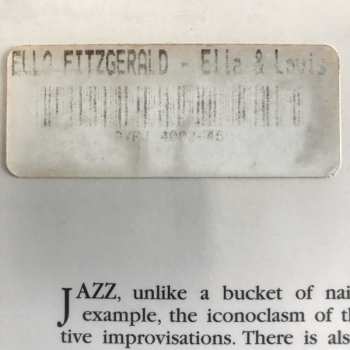 ELLA FITZGERALD - Ella & Louis
JAZZ, unlike a bucket of nai
example, the iconoclasm of th
tive improvisations. There is als